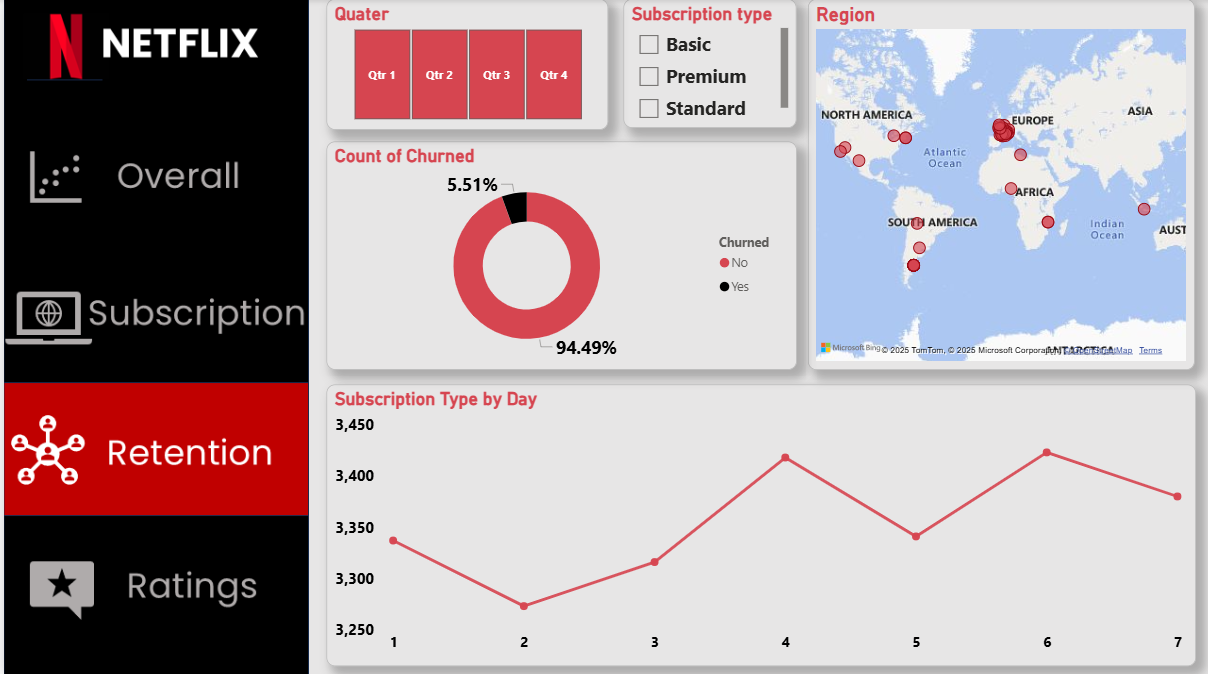 NETFLIX
Overall
Subscription
Retention
Ratings
Quater
Qtr 1
Qtr 2
Qtr 3
Qtr 4
Subscription type
Basic
Premium
Standard
Region
NORTH AMERICA
EUROPE
ASIA
Atlantic
Ocean
AFRICA
SOUTH AMERICA
Indian
Ocean
AUST
ANTARCTICA
Microsoft Bing
© 2025 TomTom, © 2025 Microsoft Corporation, © OpenStreetMap Terms
Count of Churned
5.51%
94.49%
Churned
No
Yes
Subscription Type by Day
3,450
3,400
3,350
3,300
3,250
1 2 3 4 5 6 7